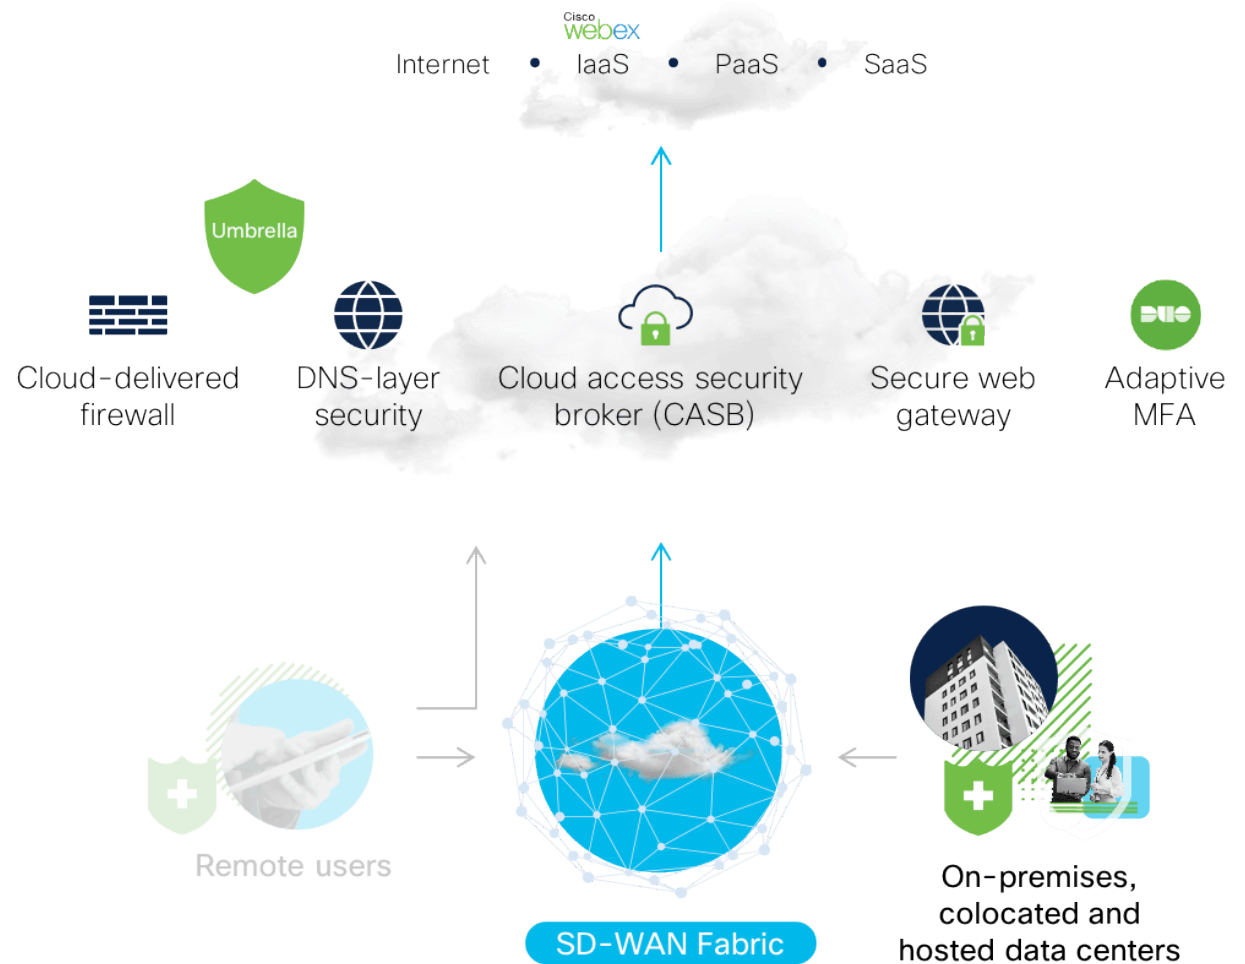 Cisco
webex
Internet • IaaS • PaaS • SaaS
Umbrella
DUO
Cloud-delivered
firewall
DNS-layer
security
Cloud access security
broker (CASB)
Secure web
gateway
Adaptive
MFA
Remote users
SD-WAN Fabric
On-premises,
colocated and
hosted data centers